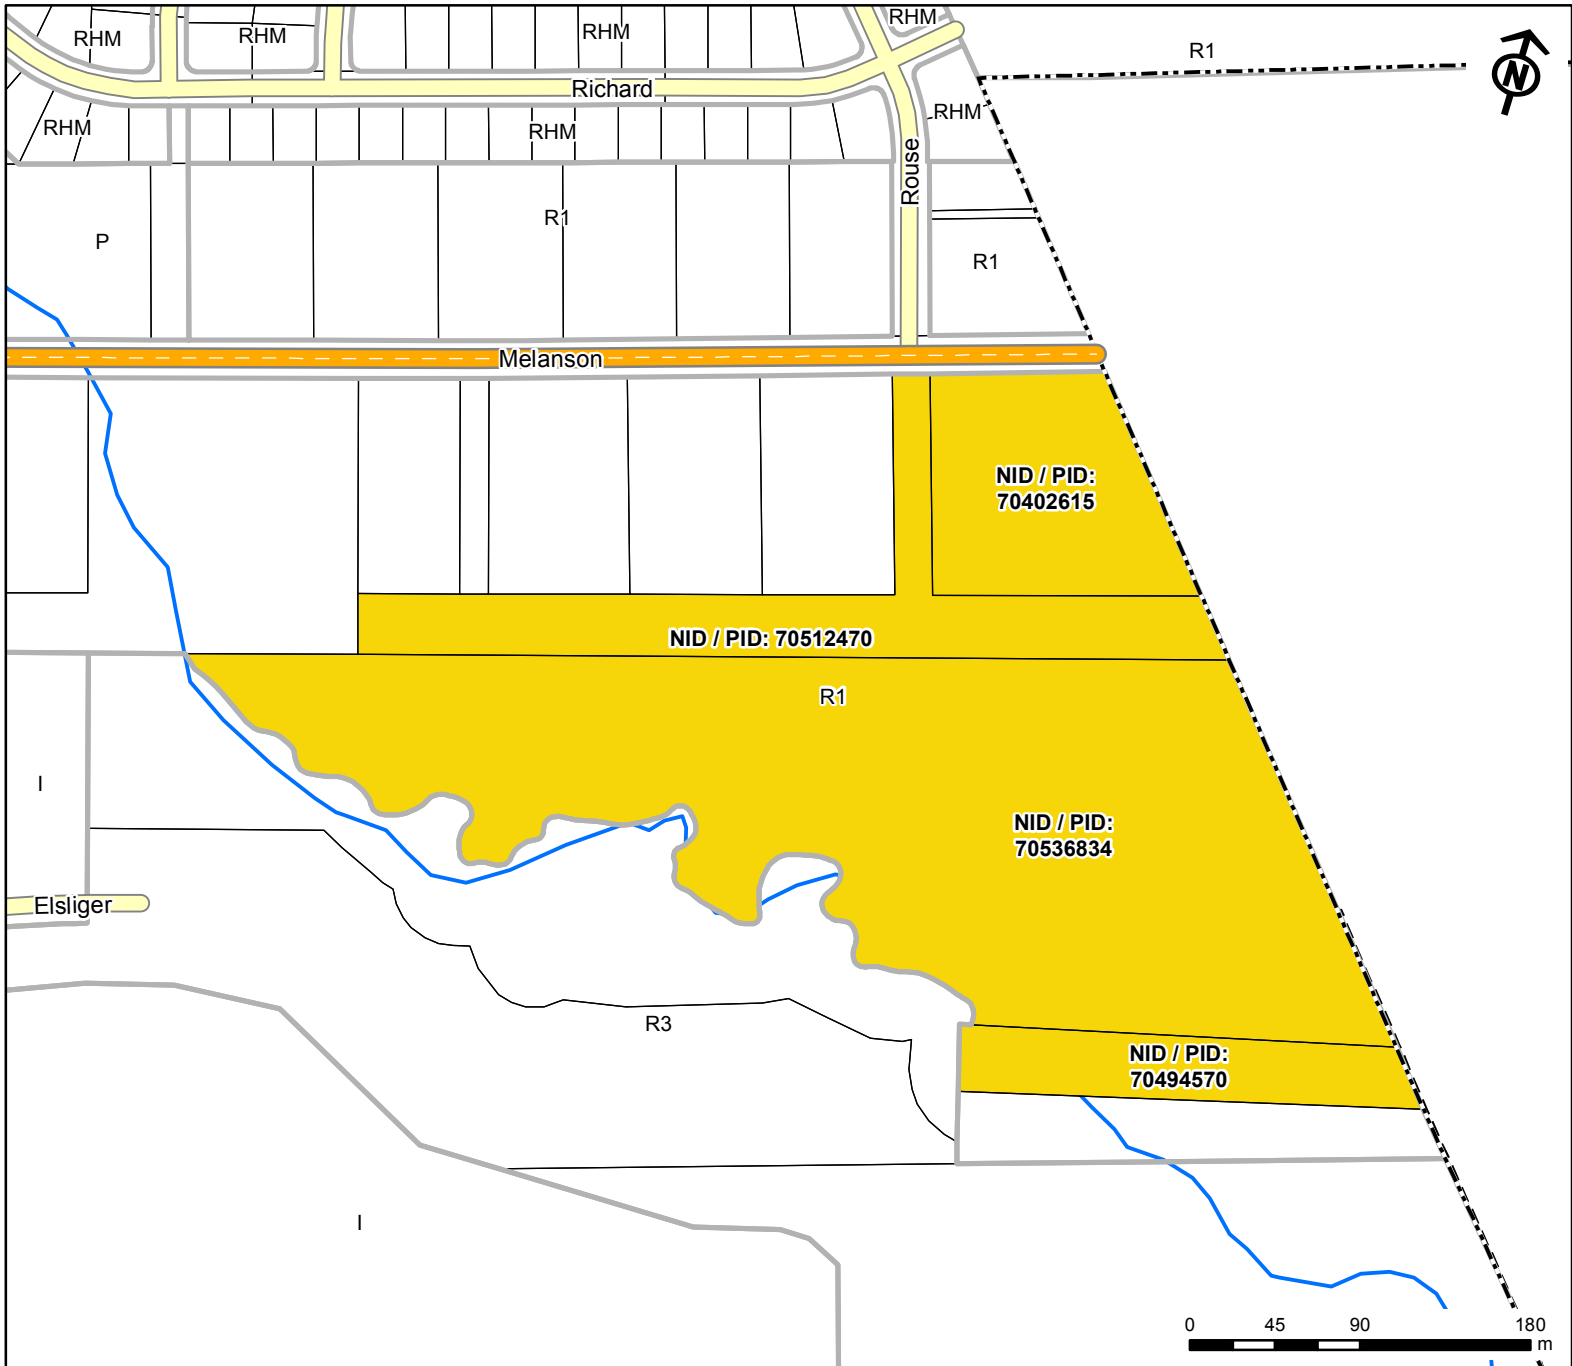 RHM
R1
RHM
RHM
RHM
N
Richard
RHM
RHM
RHM
Rouse
R1
P
R1
Melanson
NID / PID:
70402615
NID / PID: 70512470
R1
I
NID / PID:
70536834
Elsliger
R3
NID / PID:
70494570
I
0 45 90 180
m